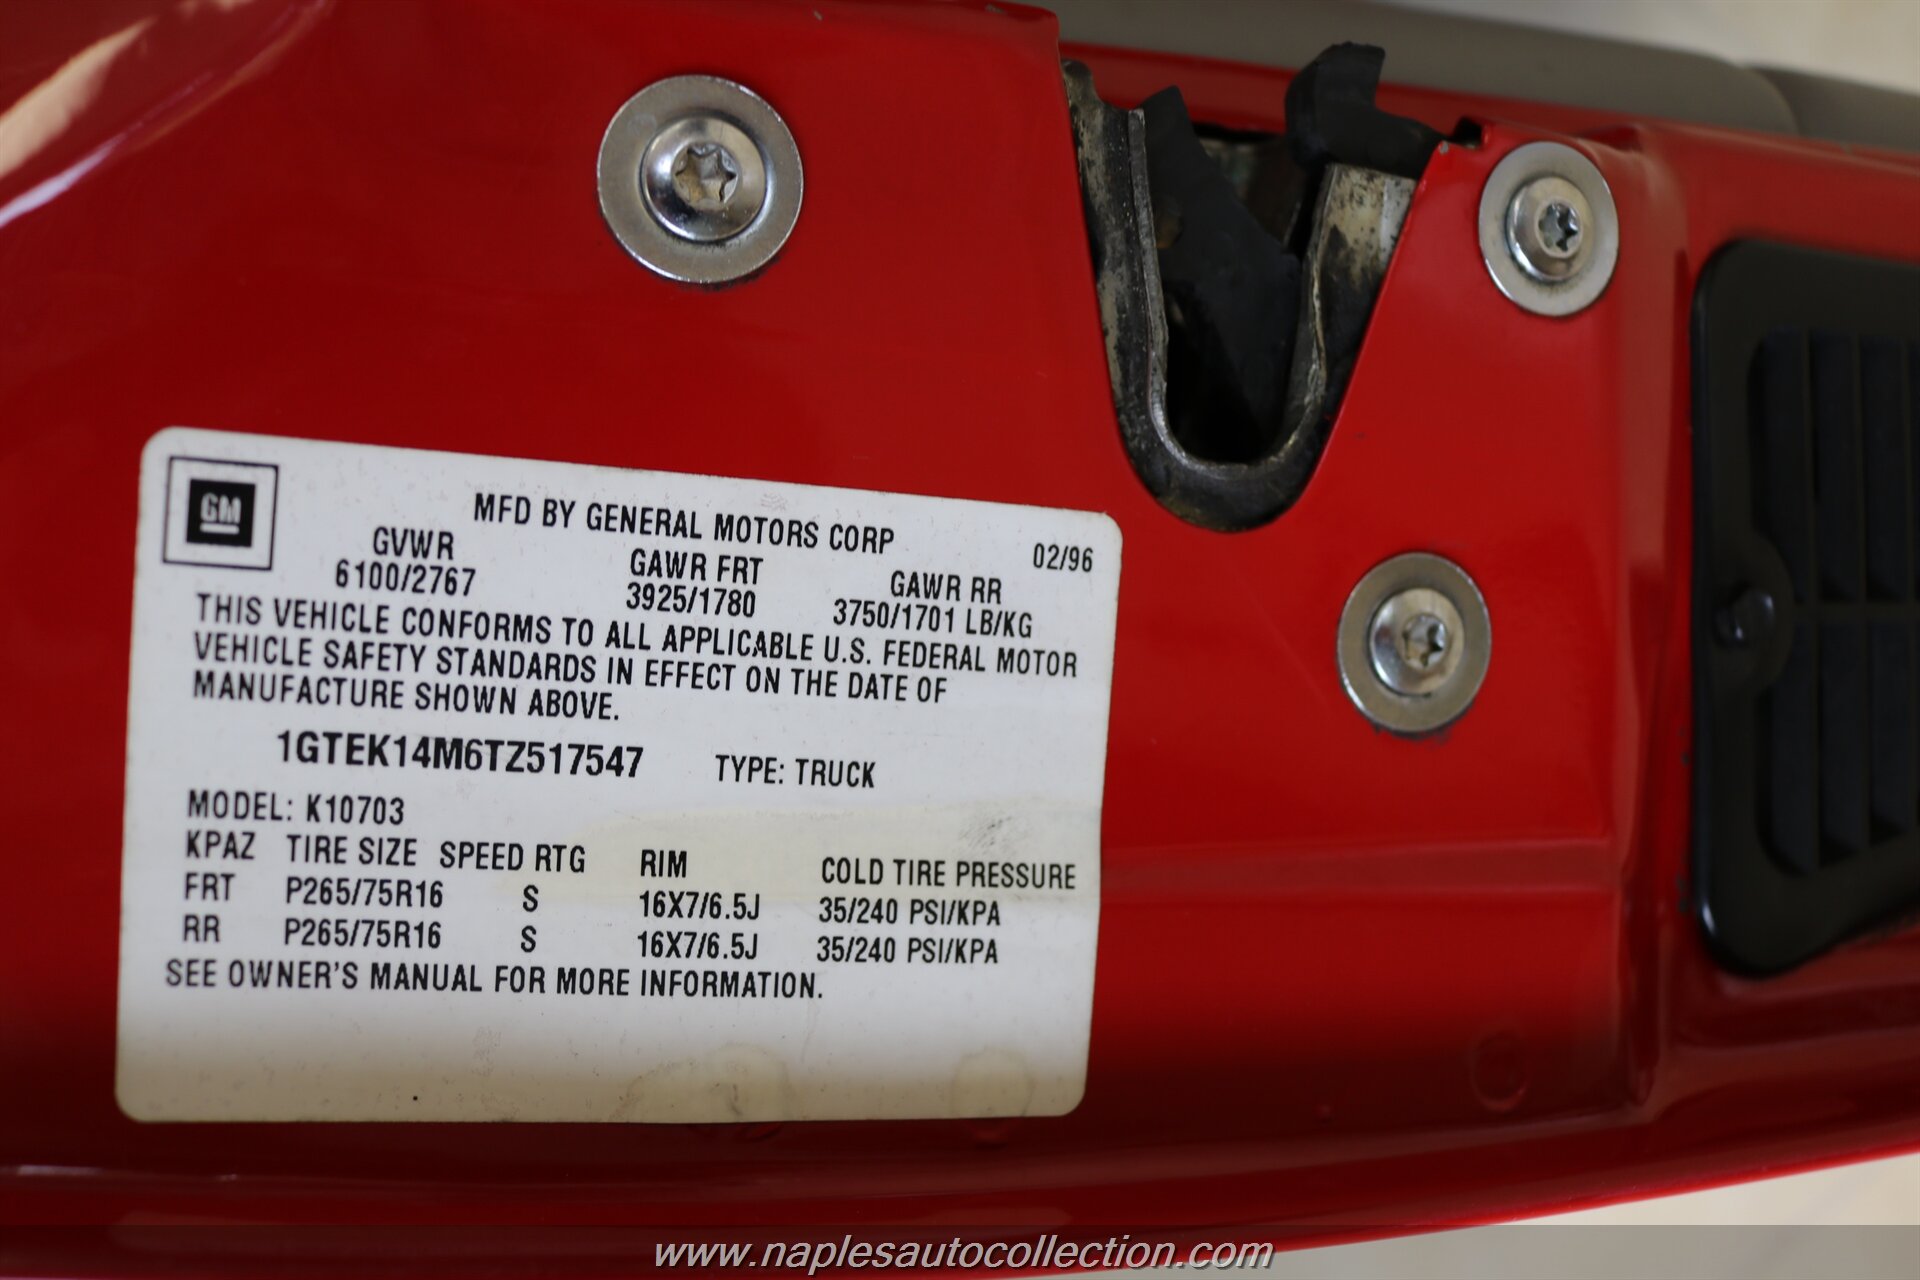 GM
MFD BY GENERAL MOTORS CORP 02/96
GVWR GAWR FRT GAWR RR
6100/2767 3925/1780 3750/1701 LB/KG
THIS VEHICLE CONFORMS TO ALL APPLICABLE U.S. FEDERAL MOTOR
VEHICLE SAFETY STANDARDS IN EFFECT ON THE DATE OF
MANUFACTURE SHOWN ABOVE.
1GTEK14M6TZ517547 TYPE: TRUCK
MODEL: K10703
KPAZ TIRE SIZE SPEED RTG RIM COLD TIRE PRESSURE
FRT P265/75R16 S 16X7/6.5J 35/240 PSI/KPA
RR P265/75R16 S 16X7/6.5J 35/240 PSI/KPA
SEE OWNER'S MANUAL FOR MORE INFORMATION.
www.naplesautocollection.com